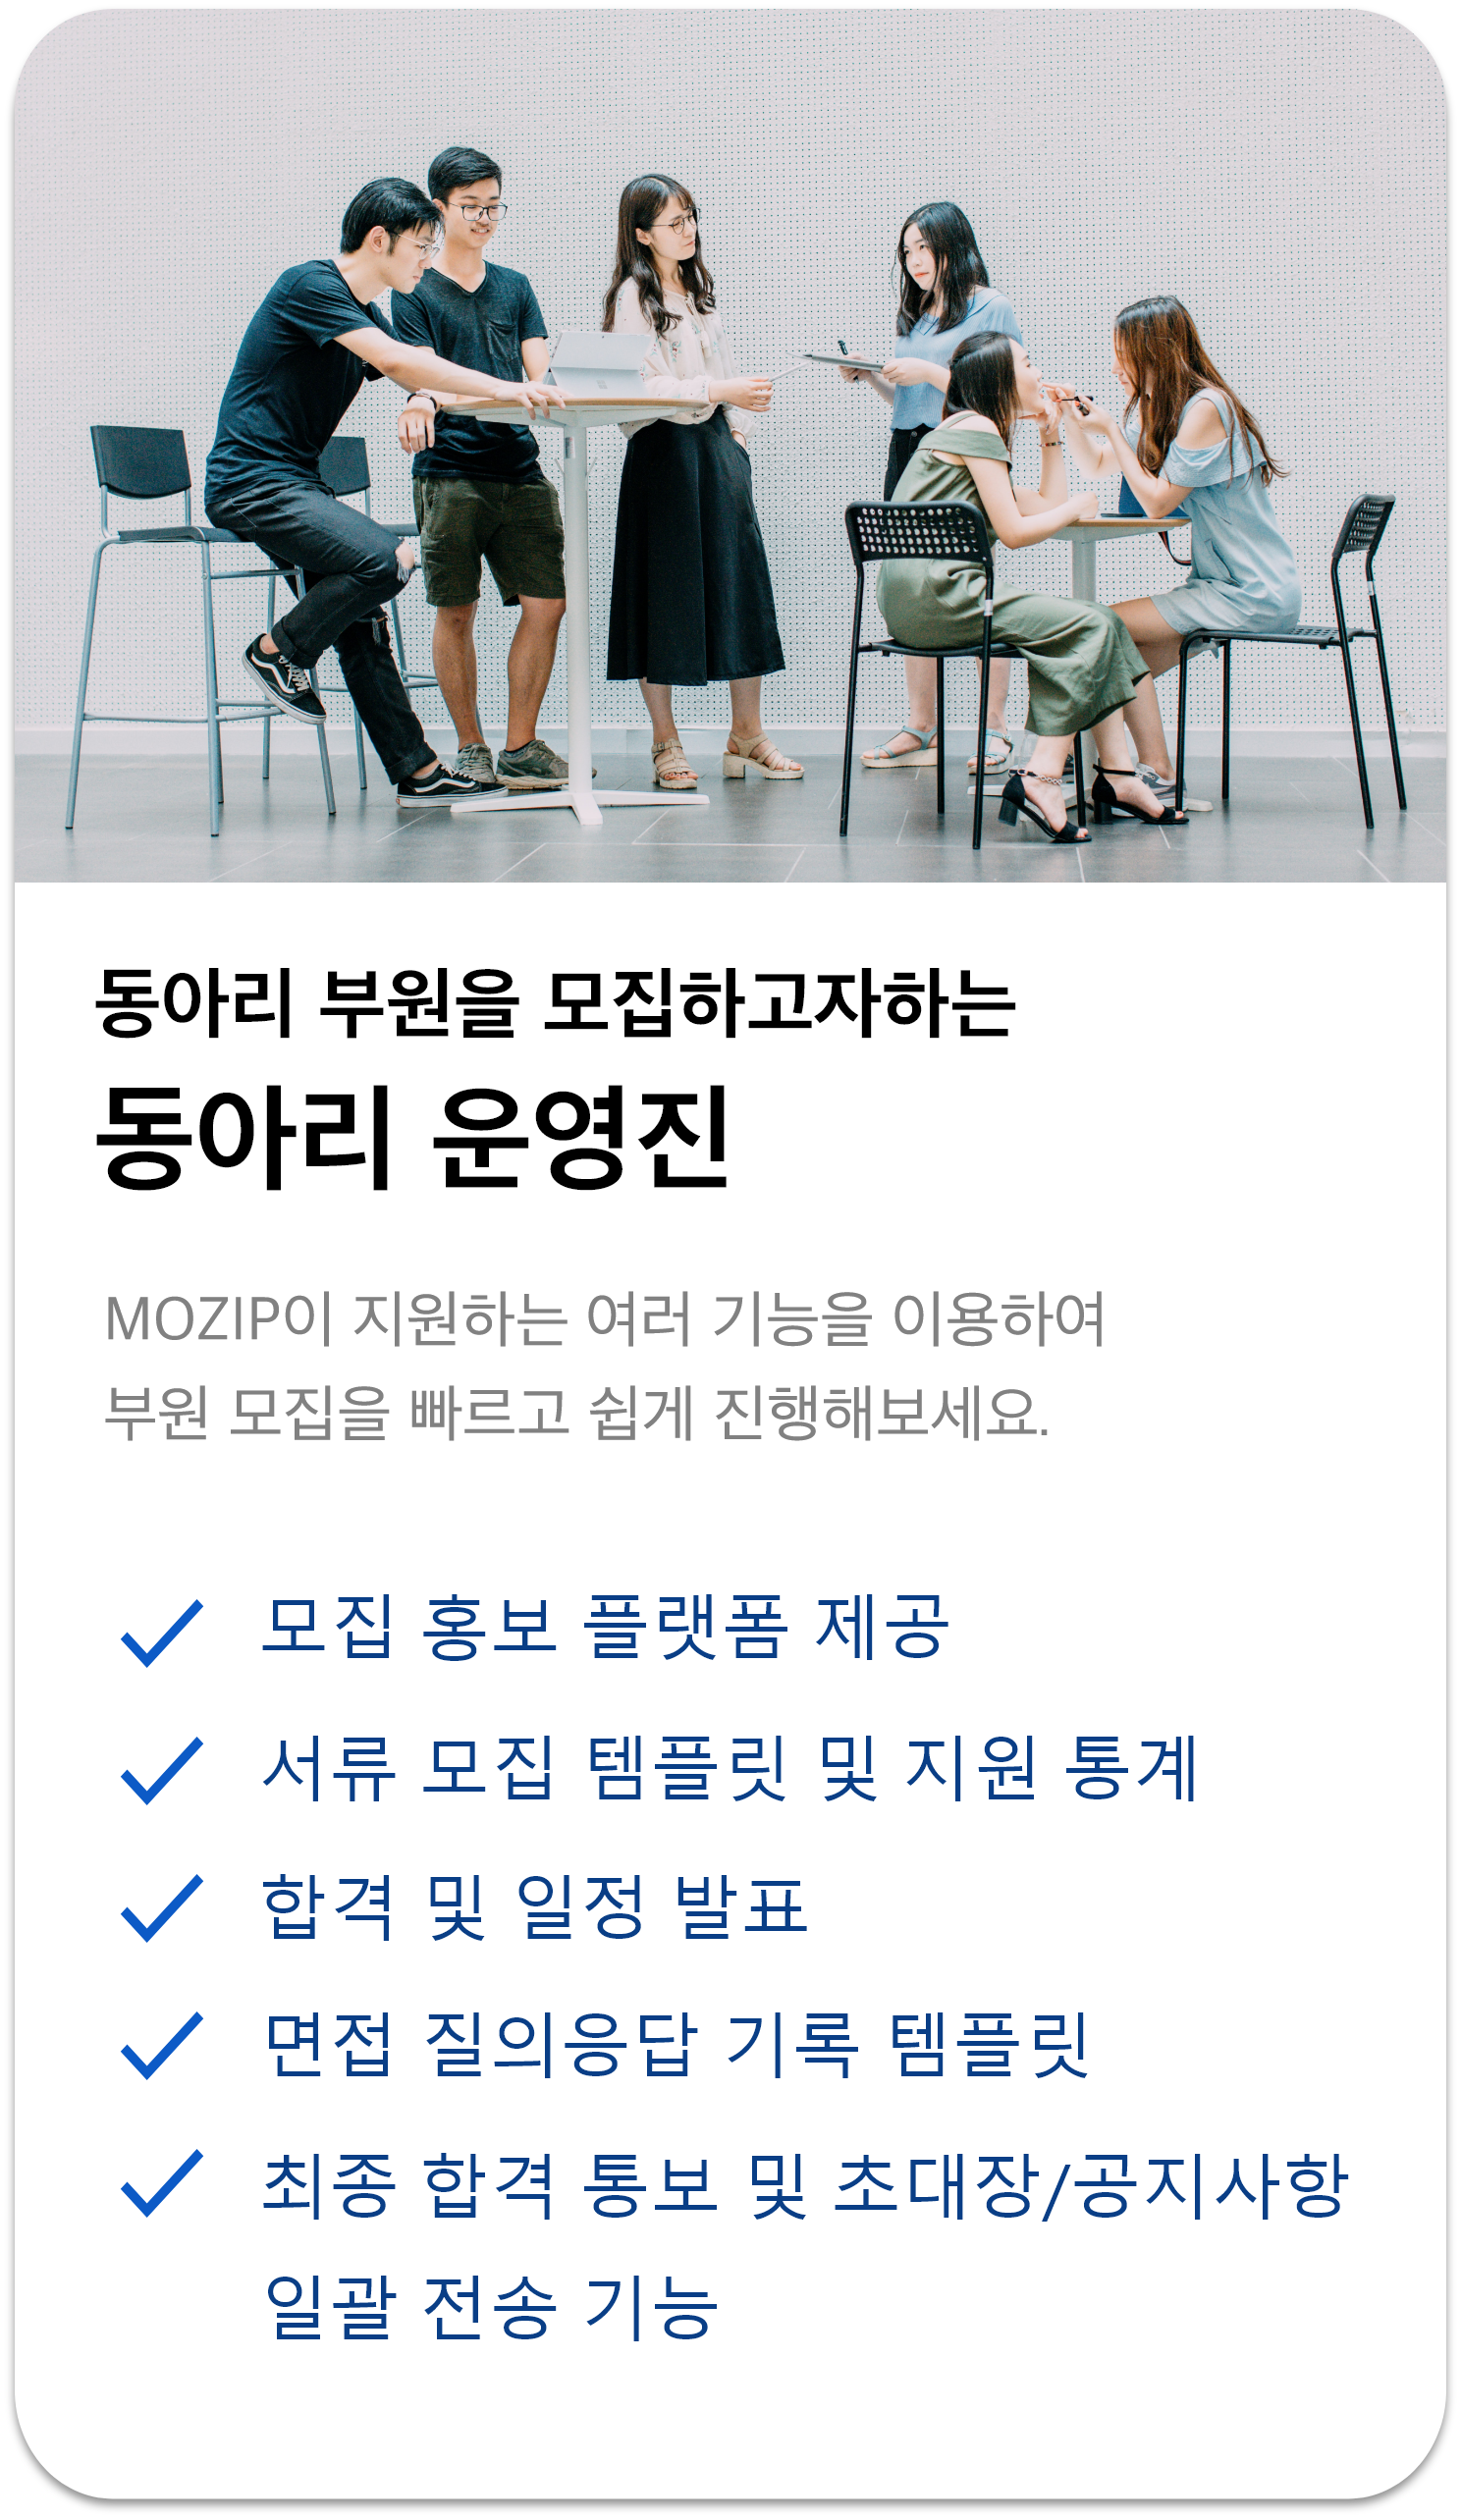 동아리 부원을 모집하고자하는
동아리 운영진
MOZIP이 지원하는 여러 기능을 이용하여
부원 모집을 빠르고 쉽게 진행해보세요.
모집 홍보 플랫폼 제공
서류 모집 템플릿 및 지원 통계
합격 및 일정 발표
면접 질의응답 기록 템플릿
최종 합격 통보 및 초대장/공지사항
일괄 전송 기능